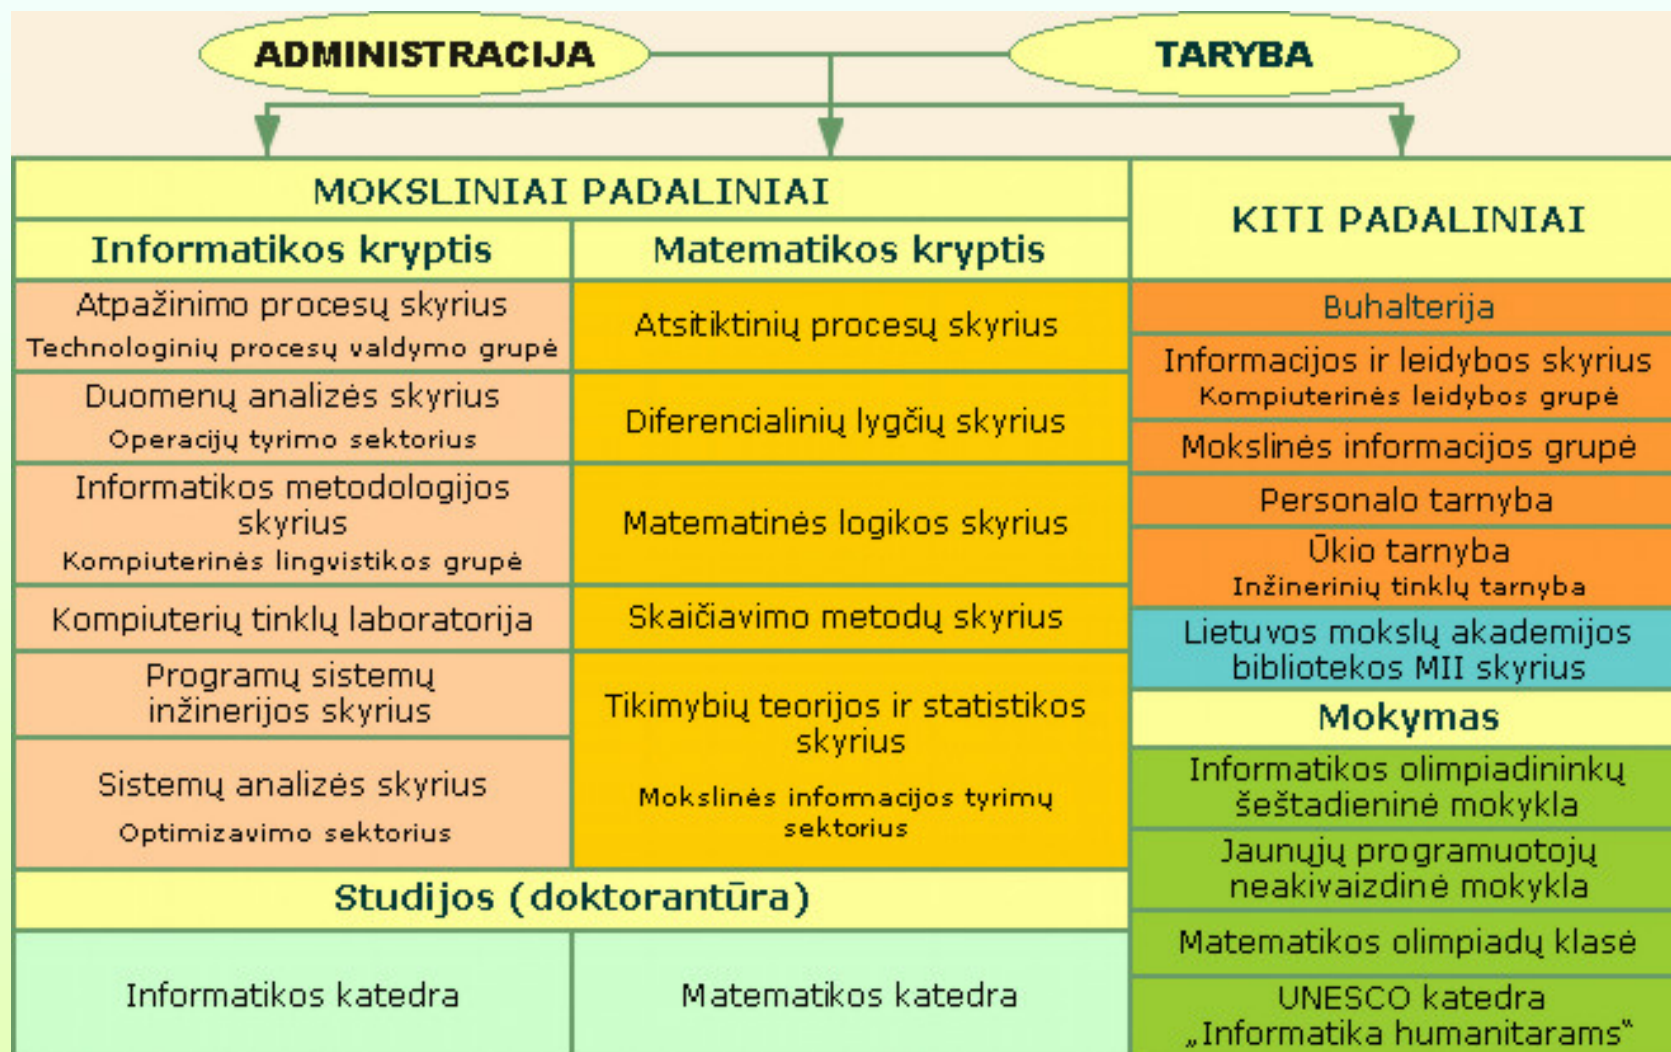 ADMINISTRACIJA
TARYBA
MOKSLINIAI PADALINIAI
Informatikos kryptis
Atpažinimo procesų skyrius
Technologinių procesų valdymo grupė
Duomenų analizės skyrius
Operacijų tyrimo sektorius
Informatikos metodologijos
skyrius
Kompiuterinės lingvistikos grupė
Kompiuterių tinklų laboratorija
Programų sistemų
inžinerijos skyrius
Sistemų analizės skyrius
Optimizavimo sektorius
Matematikos kryptis
Atsitiktinių procesų skyrius
Diferencialinių lygčių skyrius
Matematinės logikos skyrius
Skaičiavimo metodų skyrius
Tikimybių teorijos ir statistikos
skyrius
Mokslinės informacijos tyrimų
sektorius
Studijos (doktorantūra)
Informatikos katedra
Matematikos katedra
KITI PADALINIAI
Buhalterija
Informacijos ir leidybos skyrius
Kompiuterinės leidybos grupė
Mokslinės informacijos grupė
Personalo tarnyba
Ūkio tarnyba
Inžinerinių tinklų tarnyba
Lietuvos mokslų akademijos
bibliotekos MII skyrius
Mokymas
Informatikos olimpiadininkų
šeštadieninė mokykla
Jaunųjų programuotojų
neakivaizdinė mokykla
Matematikos olimpiadų klasė
UNESCO katedra
„Informatika humanitarams“